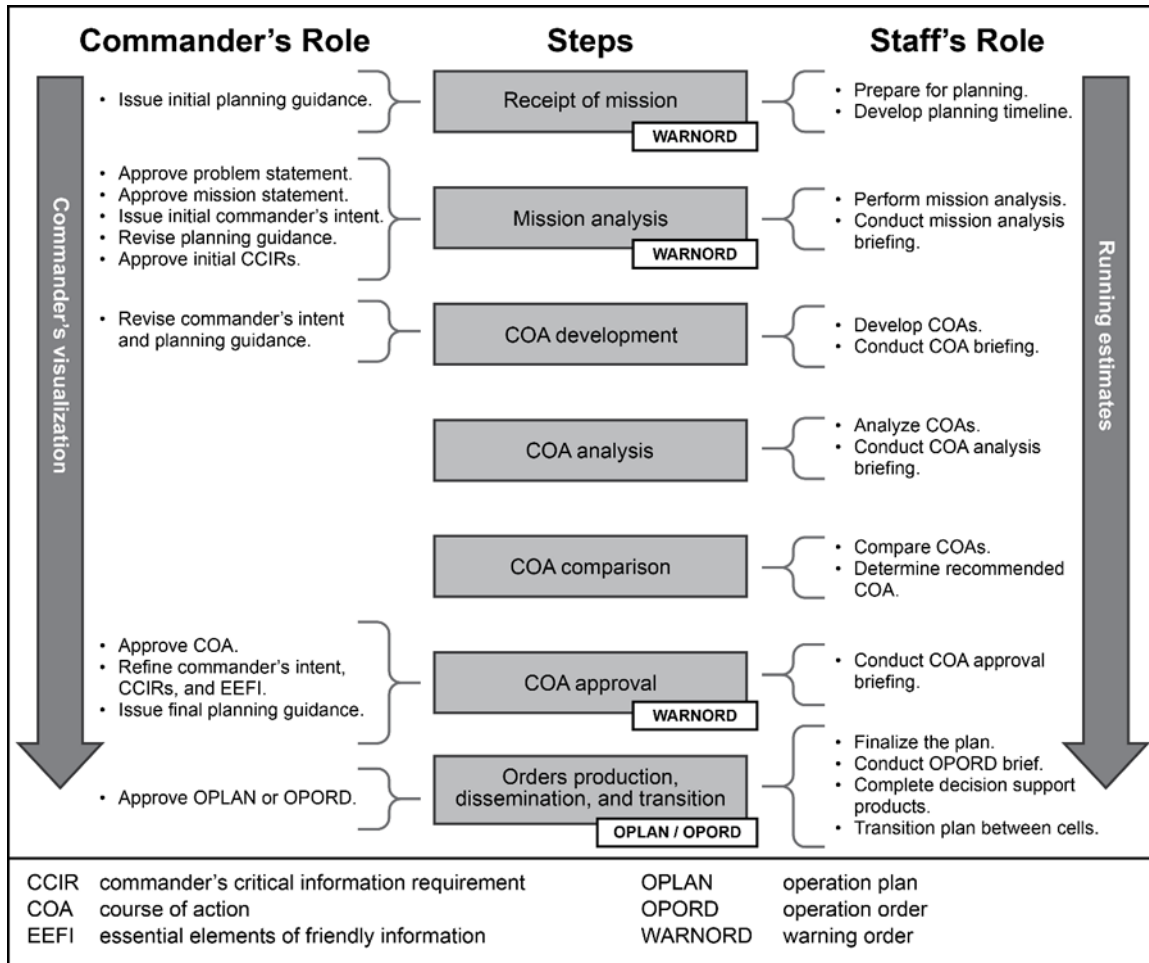 Commander's Role
Steps
Staff's Role
Commander's visualization
Running estimates
• Issue initial planning guidance.
Receipt of mission
WARNORD
• Prepare for planning.
• Develop planning timeline.
• Approve problem statement.
• Approve mission statement.
• Issue initial commander's intent.
• Revise planning guidance.
• Approve initial CCIRs.
Mission analysis
WARNORD
• Perform mission analysis.
• Conduct mission analysis
briefing.
• Revise commander's intent
and planning guidance.
COA development
• Develop COAs.
• Conduct COA briefing.
COA analysis
• Analyze COAs.
• Conduct COA analysis
briefing.
COA comparison
• Compare COAs.
• Determine recommended
COA.
• Approve COA.
• Refine commander's intent,
CCIRs, and EEFI.
• Issue final planning guidance.
COA approval
WARNORD
• Conduct COA approval
briefing.
• Approve OPLAN or OPORD.
Orders production,
dissemination, and transition
OPLAN / OPORD
• Finalize the plan.
• Conduct OPORD brief.
• Complete decision support
products.
• Transition plan between cells.
CCIR commander's critical information requirement
COA course of action
EEFI essential elements of friendly information
OPLAN operation plan
OPORD operation order
WARNORD warning order